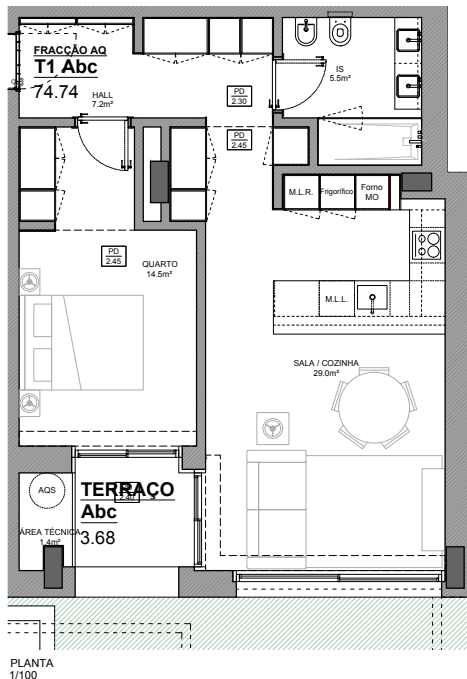 FRACÇÃO AQ
T1 Abc
74.74
HALL
7.2m²
IS
5.5m²
PD
2.30
PD
2.45
M.L.R.
Frigorífico
Forno
MO
PD
2.45
QUARTO
14.5m²
M.L.L.
SALA / COZINHA
29.0m²
AQS
TERRAÇO
Abc
2.40
ÁREA TÉCNICA
1.4m²
3.68
PLANTA
1/100